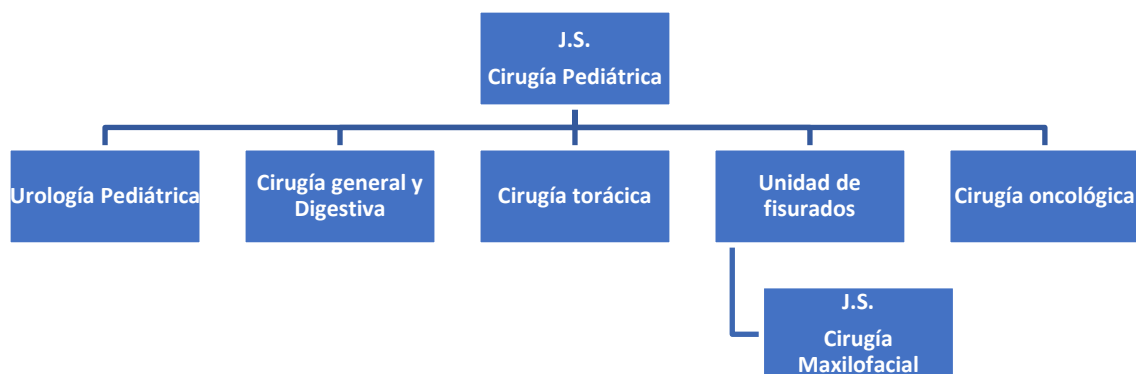 J.S.
Cirugía Pediátrica
Urología Pediátrica
Cirugía general y
Digestiva
Cirugía torácica
Unidad de
fisurados
Cirugía oncológica
J.S.
Cirugía
Maxilofacial